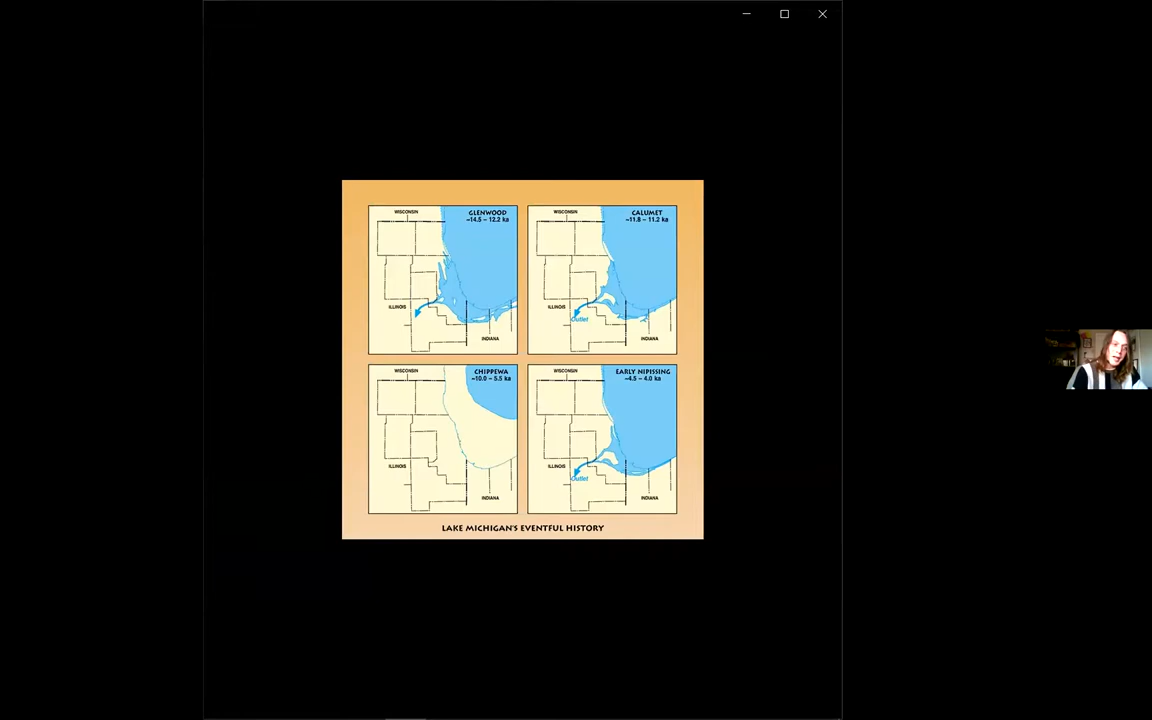 WISCONSIN
GLENWOOD
~14.5 – 12.2 ka
ILLINOIS
INDIANA
WISCONSIN
CALUMET
~11.8 – 11.2 ka
ILLINOIS
Outlet
INDIANA
WISCONSIN
CHIPPEWA
~10.0 – 5.5 ka
ILLINOIS
INDIANA
WISCONSIN
EARLY NIPISSING
~4.5 – 4.0 ka
ILLINOIS
Outlet
INDIANA
LAKE MICHIGAN'S EVENTFUL HISTORY